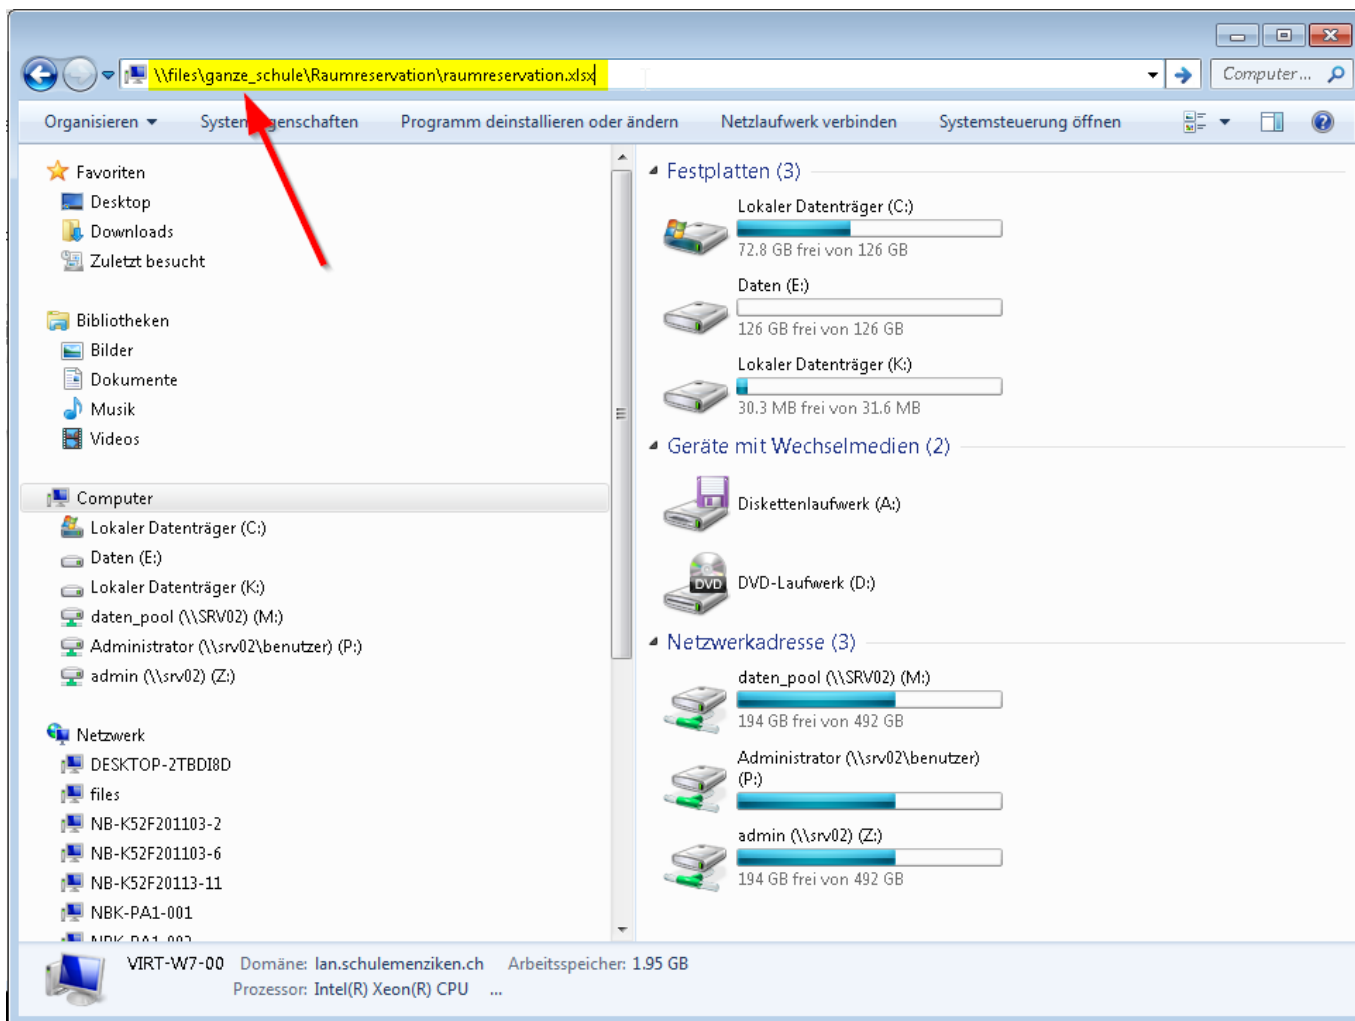 \\files\ganze_schule\Raumreservation\raumreservation.xlsx
Computer...
Organisieren
Programm deinstallieren oder ändern
Netzlaufwerk verbinden
Systemsteuerung öffnen
Favoriten
Desktop
Downloads
Zuletzt besucht
Bibliotheken
Bilder
Dokumente
Musik
Videos
Computer
Lokaler Datenträger (C:)
Daten (E:)
Lokaler Datenträger (K:)
daten_pool (\\SRV02) (M:)
Administrator (\\srv02\benutzer) (P:)
admin (\\srv02) (Z:)
Netzwerk
DESKTOP-2TBDI8D
files
NB-K52F201103-2
NB-K52F201103-6
NB-K52F20113-11
NBK-PA1-001
Festplatten (3)
Lokaler Datenträger (C:)
72.8 GB frei von 126 GB
Daten (E:)
126 GB frei von 126 GB
Lokaler Datenträger (K:)
30.3 MB frei von 31.6 MB
Geräte mit Wechselmedien (2)
Diskettenlaufwerk (A:)
DVD
DVD-Laufwerk (D:)
Netzwerkadresse (3)
daten_pool (\\SRV02) (M:)
194 GB frei von 492 GB
Administrator (\\srv02\benutzer)
(P:)
admin (\\srv02) (Z:)
194 GB frei von 492 GB
VIRT-W7-00 Domäne: lan.schulemenziken.ch Arbeitsspeicher: 1.95 GB
Prozessor: Intel(R) Xeon(R) CPU ...